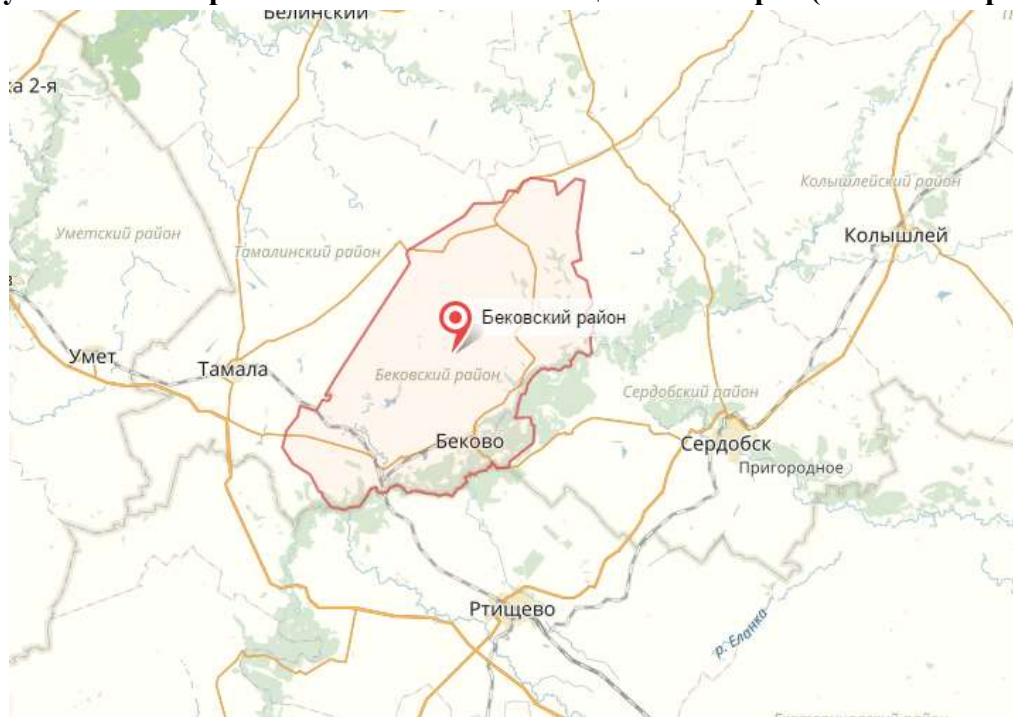 Белинский
ка 2-я
Колышлейский район
Уметский район
Колышлей
Тамалинский район
Бековский район
Умет
Тамала
Бековский район
Сердобский район
Беково
Сердобск
Пригородное
Ртищево
р. Еланка